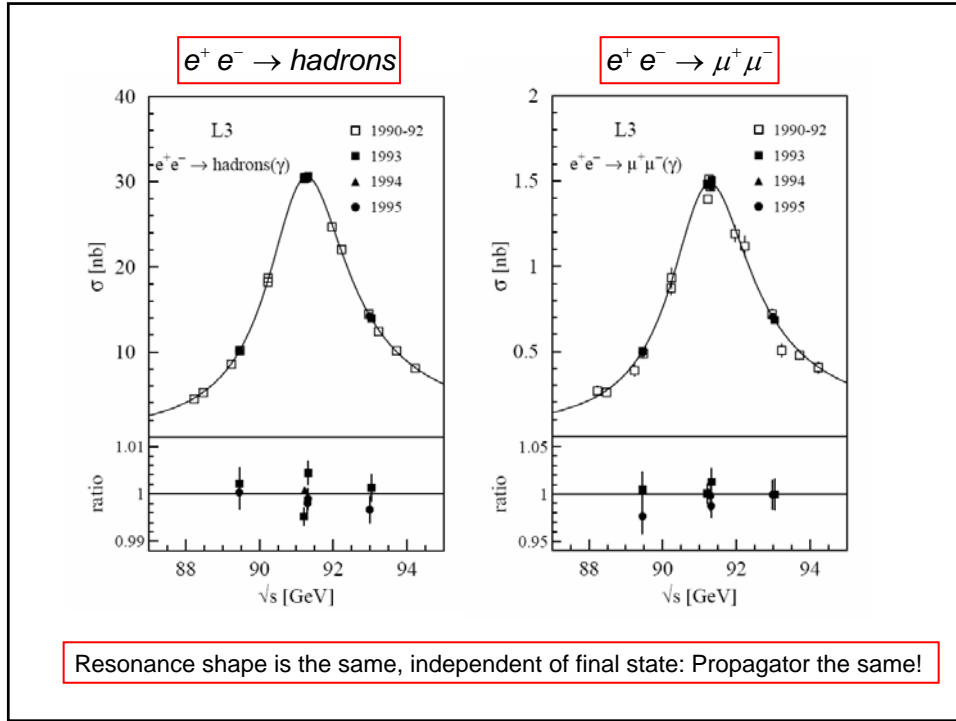 e⁺ e⁻ → hadrons
e⁺ e⁻ → μ⁺ μ⁻
40
30
20
10
σ [nb]
L3
e⁺e⁻ → hadrons(γ)
1990-92
1993
1994
1995
1.01
1
0.99
ratio
88 90 92 94
√s [GeV]
2
1.5
1
0.5
σ [nb]
L3
e⁺e⁻ → μ⁺μ⁻(γ)
1990-92
1993
1994
1995
1.05
1
0.95
ratio
88 90 92 94
√s [GeV]
Resonance shape is the same, independent of final state: Propagator the same!